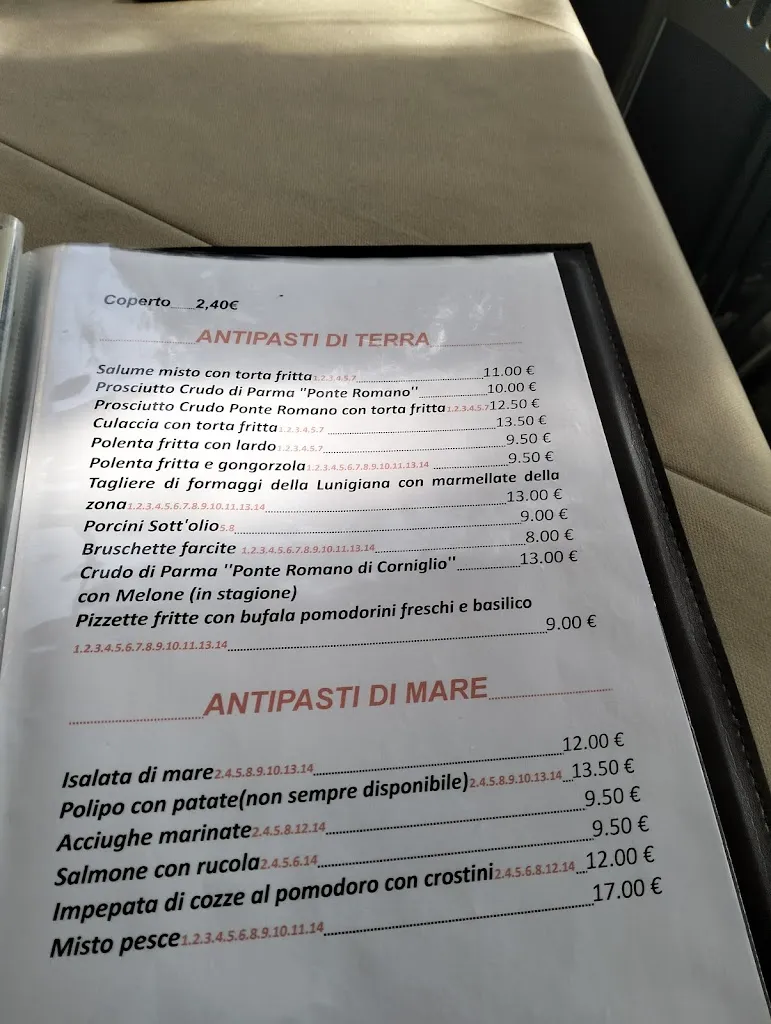 Coperto......2,40€
ANTIPASTI DI TERRA
Salume misto con torta fritta1.2.3.4.5.7 11.00 €
Prosciutto Crudo di Parma "Ponte Romano" 10.00 €
Prosciutto Crudo Ponte Romano con torta fritta1.2.3.4.5.7 12.50 €
Culaccia con torta fritta1.2.3.4.5.7 13.50 €
Polenta fritta con lardo1.2.3.4.5.7 9.50 €
Polenta fritta e gongorzola1.2.3.4.5.6.7.8.9.10.11.13.14 9.50 €
Tagliere di formaggi della Lunigiana con marmellate della
zona1.2.3.4.5.6.7.8.9.10.11.13.14 13.00 €
Porcini Sott'olio5.8 9.00 €
Bruschette farcite 1.2.3.4.5.6.7.8.9.10.11.13.14 8.00 €
Crudo di Parma "Ponte Romano di Corniglio" 13.00 €
con Melone (in stagione)
Pizzette fritte con bufala pomodorini freschi e basilico
1.2.3.4.5.6.7.8.9.10.11.13.14 9.00 €
ANTIPASTI DI MARE
Isalata di mare2.4.5.8.9.10.13.14 12.00 €
Polipo con patate(non sempre disponibile)2.4.5.8.9.10.13.14 13.50 €
Acciughe marinate2.4.5.8.12.14 9.50 €
Salmone con rucola2.4.5.6.14 9.50 €
Impepata di cozze al pomodoro con crostini2.4.5.6.8.12.14 12.00 €
Misto pesce1.2.3.4.5.6.8.9.10.11.14 17.00 €